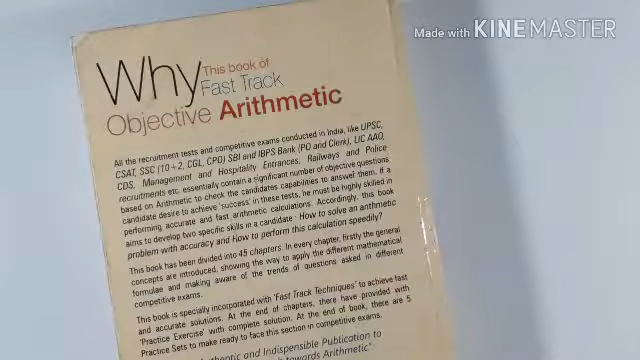 Made with KINEMASTER
Why This book of
Fast Track
Objective Arithmetic
All the recruitment tests and competitive exams conducted in India, like UPSC,
CSAT, SSC (10+2, CGL, CPO) SBI and IBPS Bank (PO and Clerk), LIC AAO,
CDS, Management and Hospitality Entrances, Railways and Police
recruitments etc. essentially contain a significant number of objective questions
based on Arithmetic to check the candidates capabilities to answer them. If a
candidate desire to achieve 'success' in these tests, he must be highly skilled in
performing accurate and fast arithmetic calculations. Accordingly, this book
aims to develop two specific skills in a candidate - How to solve an arithmetic
problem with accuracy and How to perform this calculation speedily?
This book has been divided into 45 chapters. In every chapter, firstly the general
concepts are introduced, showing the way to apply the different mathematical
formulae and making aware of the trends of questions asked in different
competitive exams.
This book is specially incorporated with 'Fast Track Techniques' to achieve fast
and accurate solutions. At the end of chapters, there have provided with
'Practice Exercise' with complete solution. At the end of book, there are 5
Practice Sets to make ready to face this section in competitive exams.
and Indispensible Publication to
towards Arithmetic"